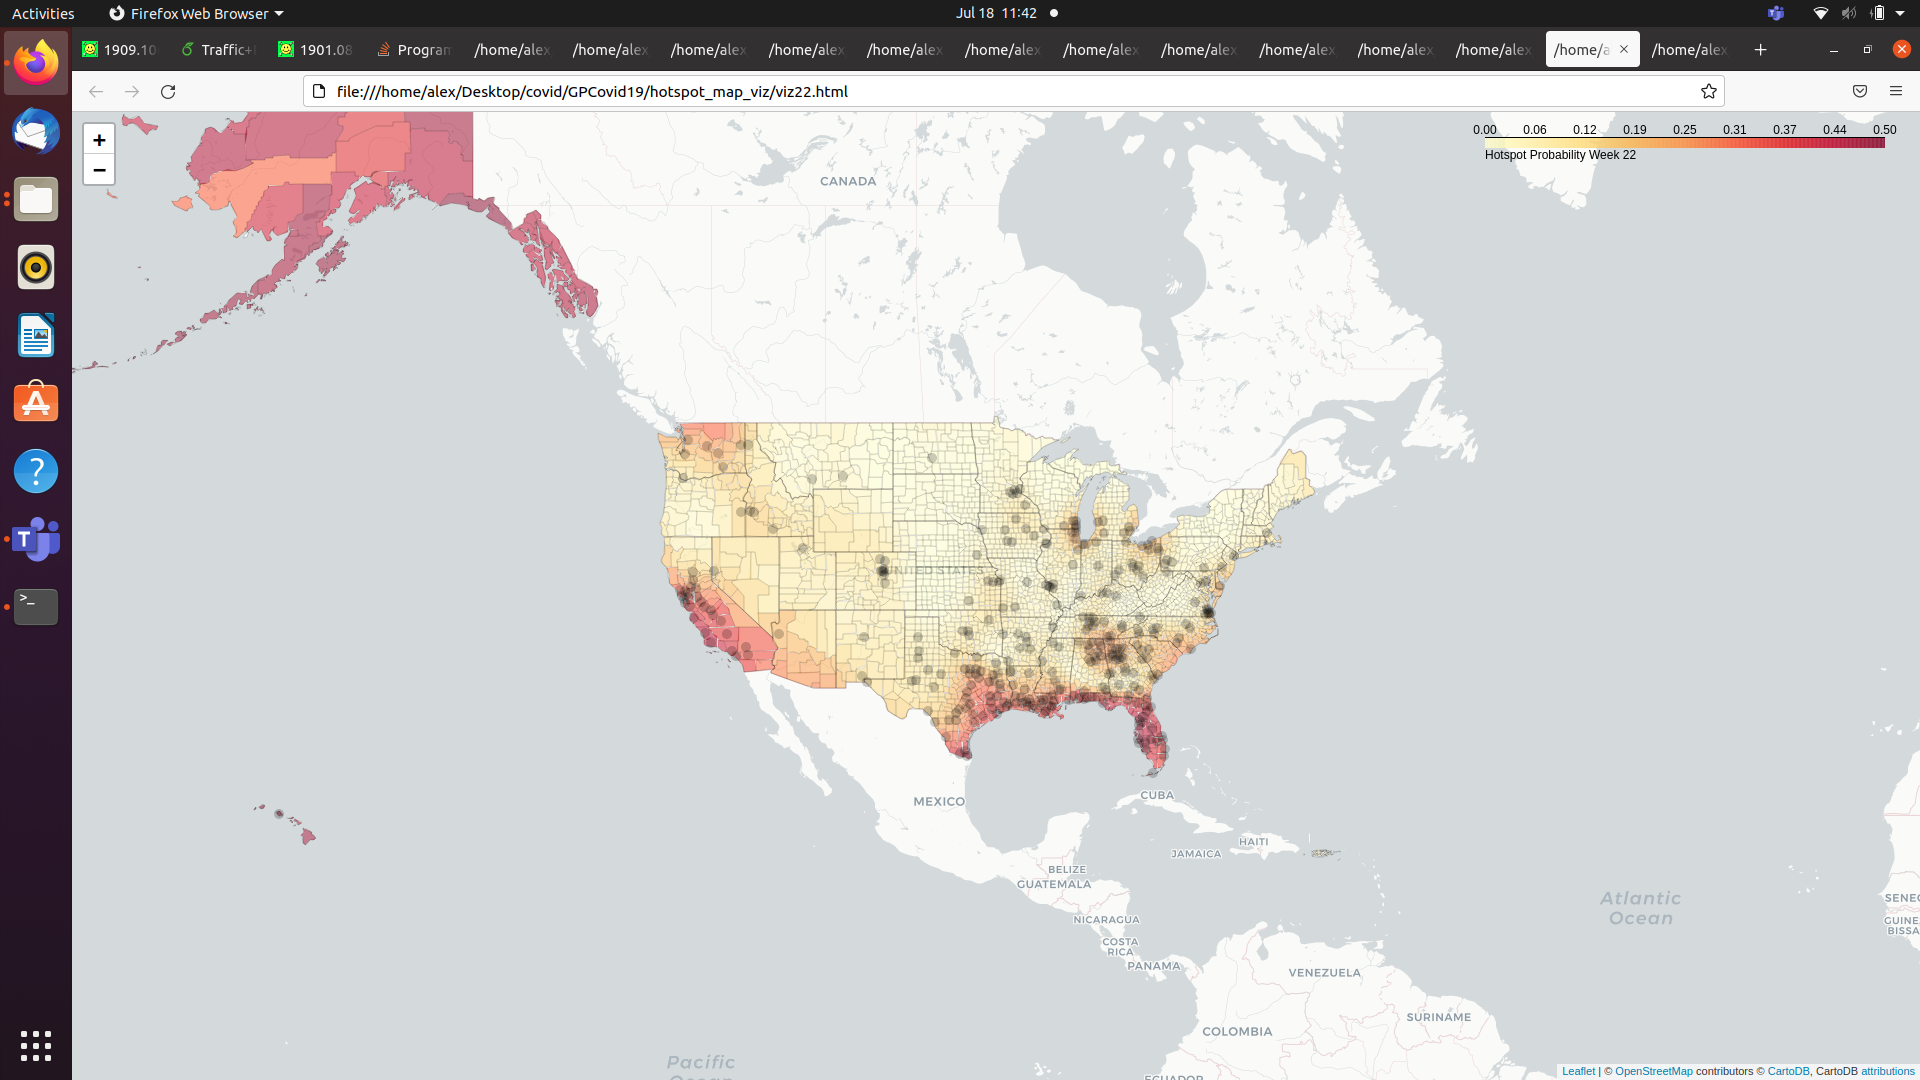 Activities
Firefox Web Browser
Jul 18 11:42
1909.10
Traffic+
1901.08
Program
/home/alex
/home/alex
/home/alex
/home/alex
/home/alex
/home/alex
/home/alex
/home/alex
/home/alex
/home/alex
/home/alex
/home/a
/home/alex
file:///home/alex/Desktop/covid/GPCovid19/hotspot_map_viz/viz22.html
+
−
0.00 0.06 0.12 0.19 0.25 0.31 0.37 0.44 0.50
Hotspot Probability Week 22
CANADA
UNITED STATES
MEXICO
CUBA
HAITI
JAMAICA
BELIZE
GUATEMALA
NICARAGUA
COSTA
RICA
PANAMA
VENEZUELA
COLOMBIA
SURINAME
ECUADOR
Atlantic
Ocean
Pacific
Ocean
SENEG
GUINE
BISSA
Leaflet | © OpenStreetMap contributors © CartoDB, CartoDB attributions